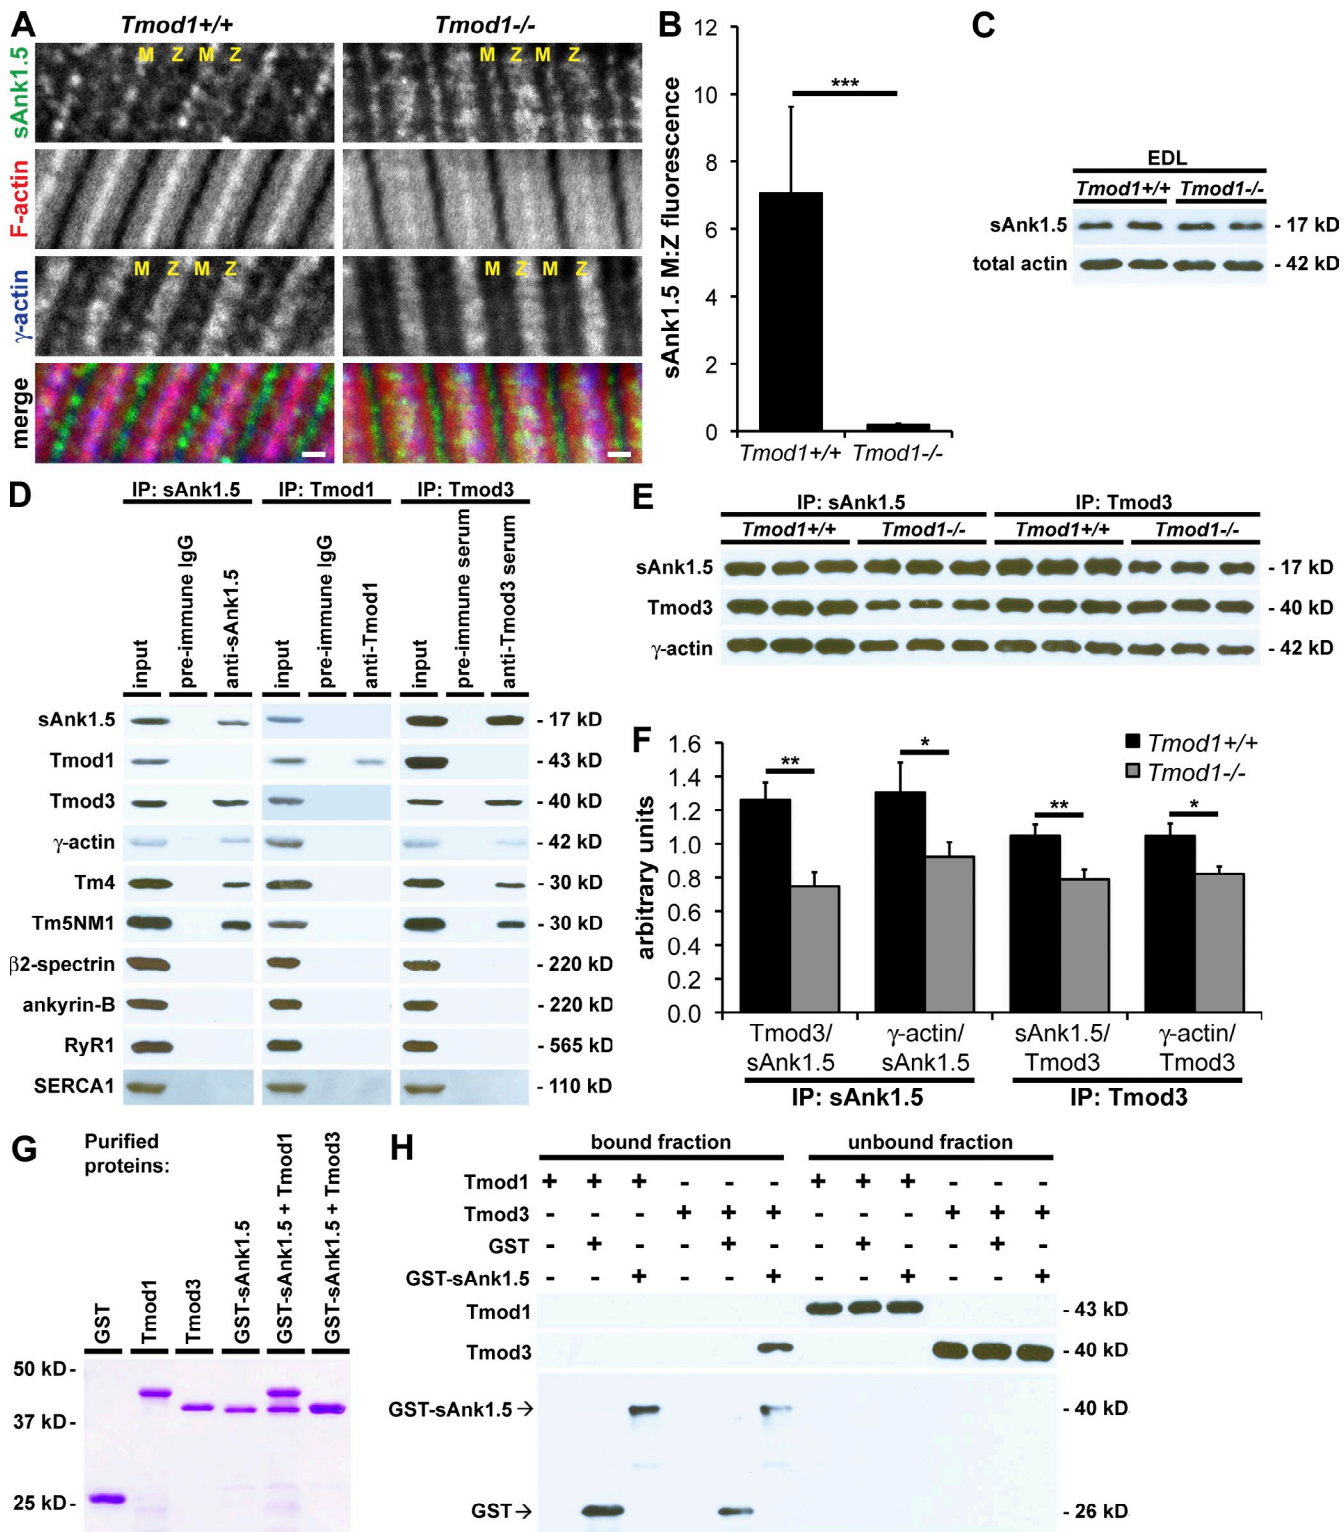 A
Tmod1+/+
Tmod1-/-
sAnk1.5
M Z M Z
M Z M Z
F-actin
γ-actin
M Z M Z
M Z M Z
merge
B
sAnk1.5 M:Z fluorescence
12
10
8
6
4
2
0
***
Tmod1+/+ Tmod1-/-
C
EDL
Tmod1+/+ Tmod1-/-
sAnk1.5 - 17 kD
total actin - 42 kD
D
IP: sAnk1.5 IP: Tmod1 IP: Tmod3
input
pre-immune IgG
anti-sAnk1.5
input
pre-immune IgG
anti-Tmod1
input
pre-immune serum
anti-Tmod3 serum
sAnk1.5 - 17 kD
Tmod1 - 43 kD
Tmod3 - 40 kD
γ-actin - 42 kD
Tm4 - 30 kD
Tm5NM1 - 30 kD
β2-spectrin - 220 kD
ankyrin-B - 220 kD
RyR1 - 565 kD
SERCA1 - 110 kD
E
IP: sAnk1.5 IP: Tmod3
Tmod1+/+ Tmod1-/- Tmod1+/+ Tmod1-/-
sAnk1.5 - 17 kD
Tmod3 - 40 kD
γ-actin - 42 kD
F
arbitrary units
1.6
1.4
1.2
1.0
0.8
0.6
0.4
0.2
0.0
** * ** *
Tmod1+/+
Tmod1-/-
Tmod3/ γ-actin/ sAnk1.5/ γ-actin/
sAnk1.5 sAnk1.5 Tmod3 Tmod3
IP: sAnk1.5 IP: Tmod3
G
Purified
proteins:
GST
Tmod1
Tmod3
GST-sAnk1.5
GST-sAnk1.5 + Tmod1
GST-sAnk1.5 + Tmod3
50 kD-
37 kD-
25 kD-
H
bound fraction unbound fraction
Tmod1 + + + - - - + + + - - -
Tmod3 - - - + + + - - - + + +
GST - + - - + - - + - - + -
GST-sAnk1.5 - - + - - + - - + - - +
Tmod1 - 43 kD
Tmod3 - 40 kD
GST-sAnk1.5 → - 40 kD
GST → - 26 kD